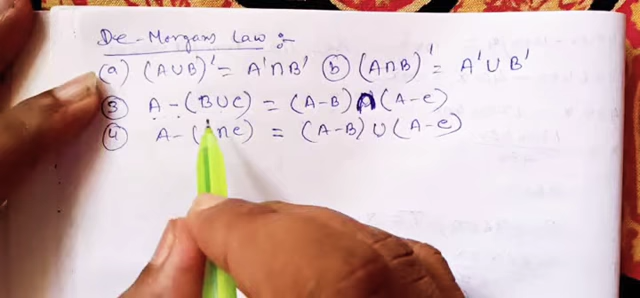 De-Morgans Law :-
(a) (A∪B)' = A'∩B' (b) (A∩B)' = A'∪B'
(3) A-(B∪C) = (A-B)∩(A-C)
(4) A-( ∩C) = (A-B)∪(A-C)